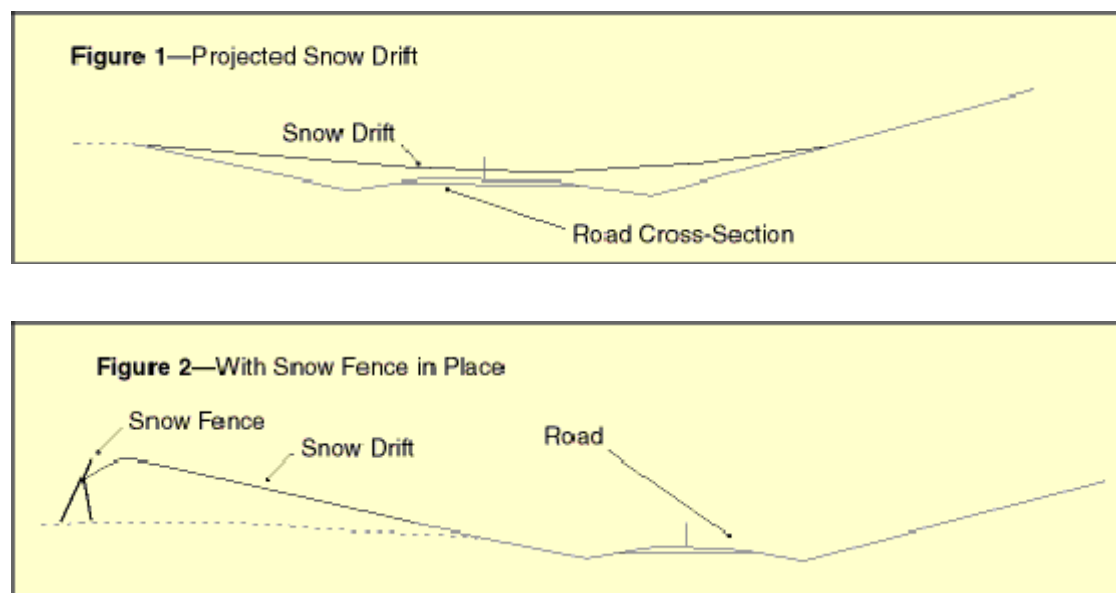 Figure 1—Projected Snow Drift
Snow Drift
Road Cross-Section
Figure 2—With Snow Fence in Place
Snow Fence
Snow Drift
Road